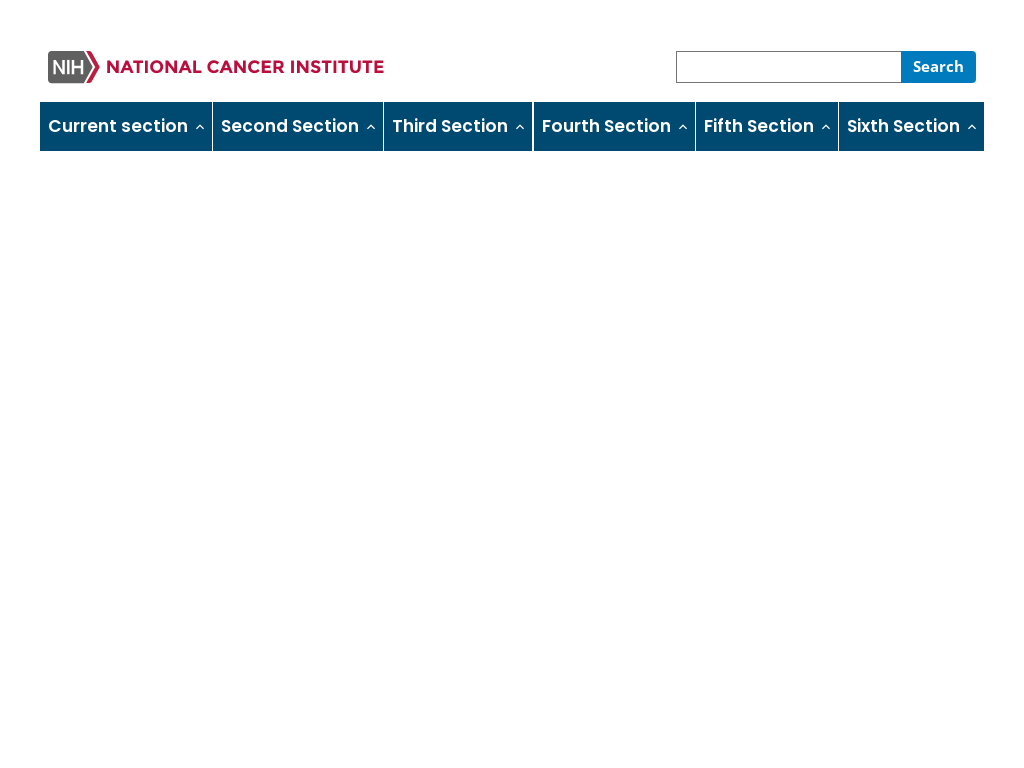 NIH NATIONAL CANCER INSTITUTE
Search
Current section Second Section Third Section Fourth Section Fifth Section Sixth Section